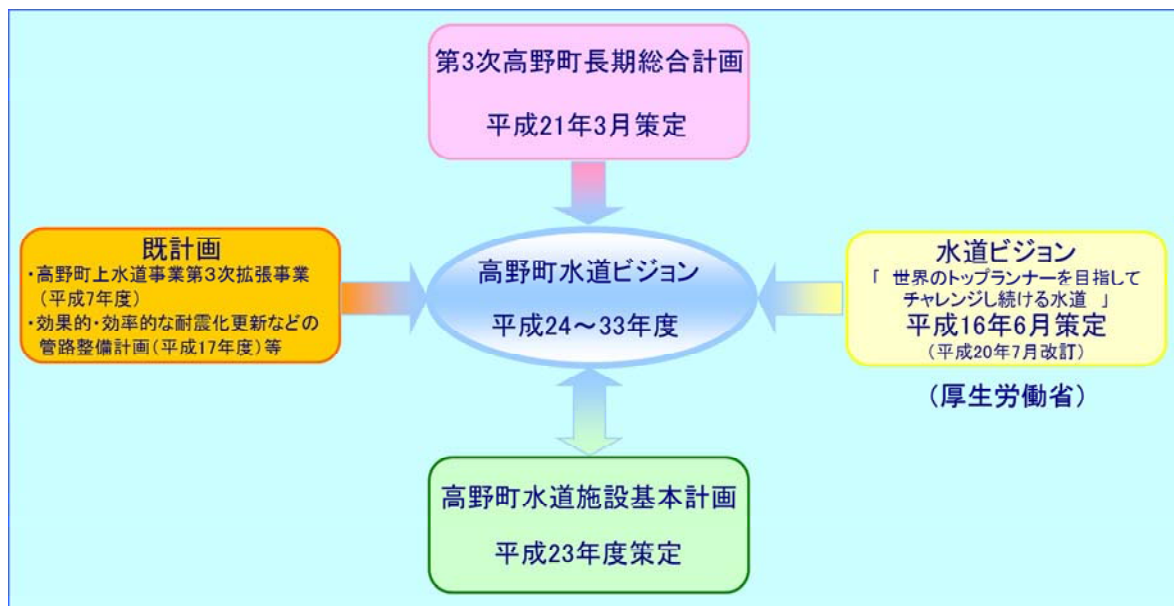 第3次高野町長期総合計画
平成21年3月策定
既計画
・高野町上水道事業第3次拡張事業
(平成7年度)
・効果的・効率的な耐震化更新などの
管路整備計画(平成17年度)等
高野町水道ビジョン
平成24～33年度
水道ビジョン
「 世界のトップランナーを目指して
チャレンジし続ける水道 」
平成16年6月策定
(平成20年7月改訂)
(厚生労働省)
高野町水道施設基本計画
平成23年度策定